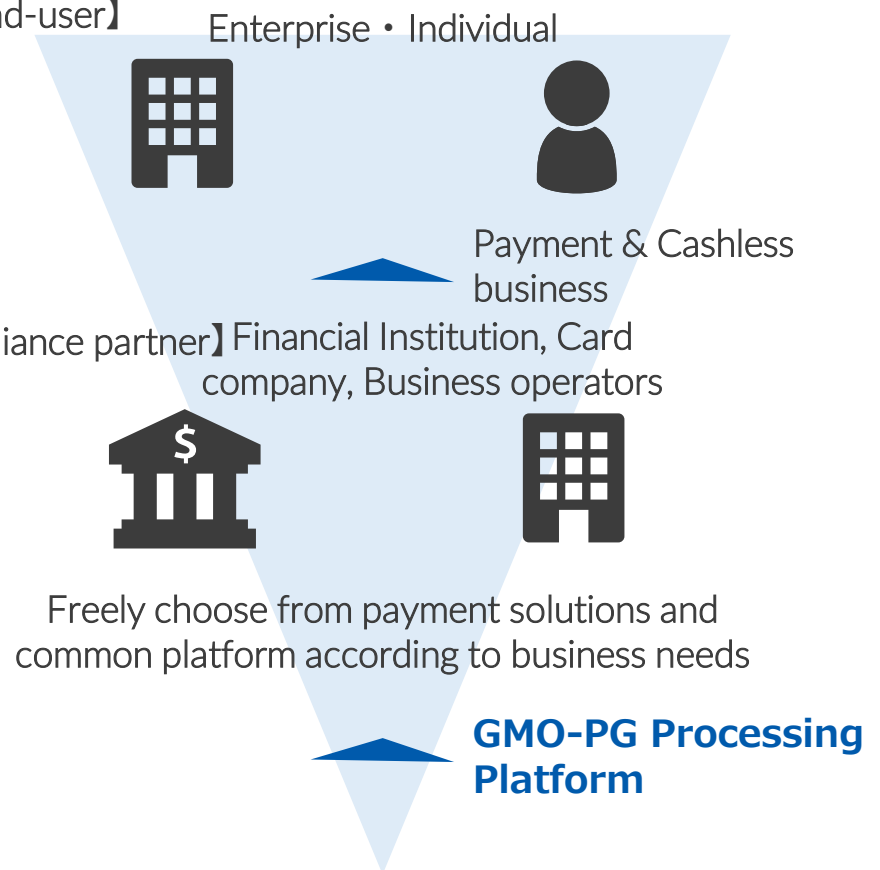 nd-user】
Enterprise・Individual
Payment & Cashless
business
iance partner】Financial Institution, Card
company, Business operators
$
Freely choose from payment solutions and
common platform according to business needs
GMO-PG Processing
Platform